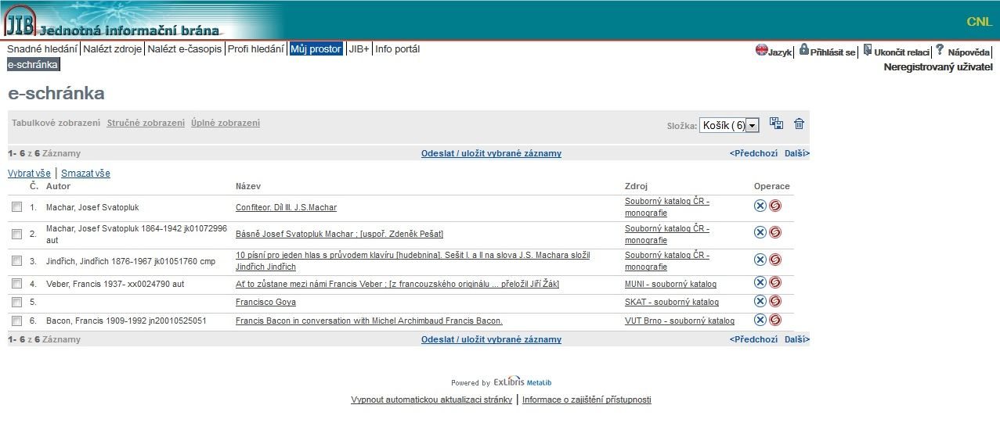 JIB Jednotná informační brána
CNL
Snadné hledání Nalézt zdroje Nalézt e-časopis Profi hledání Můj prostor JIB+ Info portál
Jazyk Přihlásit se Ukončit relaci Nápověda
e-schránka
Neregistrovaný uživatel
e-schránka
Tabulkové zobrazení Stručné zobrazení Úplné zobrazení Složka: Košík ( 6)
1- 6 z 6 Záznamy Odeslat / uložit vybrané záznamy <Předchozí Další>
Vybrat vše | Smazat vše
Č. Autor Název Zdroj Operace
1. Machar, Josef Svatopluk Confiteor. Díl III. J.S.Machar Souborný katalog ČR -
monografie
2. Machar, Josef Svatopluk 1864-1942 jk01072996 Básně Josef Svatopluk Machar ; [uspoř. Zdeněk Pešat] Souborný katalog ČR -
aut monografie
3. Jindřich, Jindřich 1876-1967 jk01051760 cmp 10 písní pro jeden hlas s průvodem klavíru [hudebnina]. Sešit I. a II na slova J.S. Machara složil Souborný katalog ČR -
Jindřich Jindřich monografie
4. Veber, Francis 1937- xx0024790 aut Ať to zůstane mezi námi Francis Veber ; [z francouzského originálu ... přeložil Jiří Žák] MUNI - souborný katalog
5. Francisco Goya SKAT - souborný katalog
6. Bacon, Francis 1909-1992 jn20010525051 Francis Bacon in conversation with Michel Archimbaud Francis Bacon. VUT Brno - souborný katalog
1- 6 z 6 Záznamy Odeslat / uložit vybrané záznamy <Předchozí Další>
Powered by ExLibris MetaLib
Vypnout automatickou aktualizaci stránky | Informace o zajištění přístupnosti